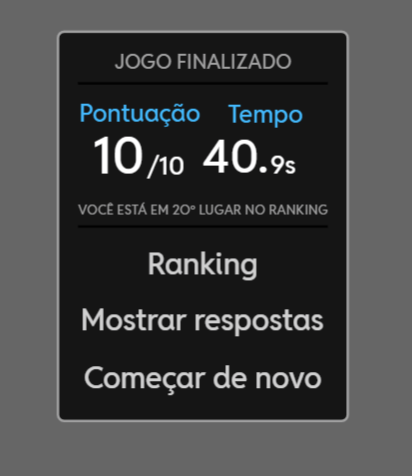 JOGO FINALIZADO
Pontuação Tempo
10/10 40.9s
VOCÊ ESTÁ EM 20º LUGAR NO RANKING
Ranking
Mostrar respostas
Começar de novo